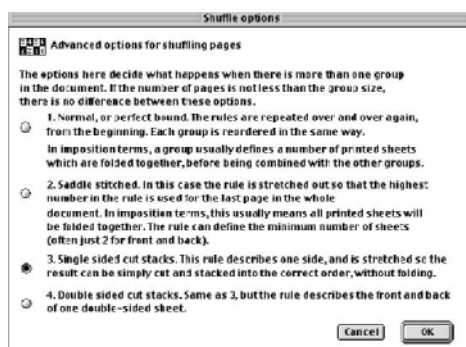 Shuffle options
Advanced options for shuffling pages
The options here decide what happens when there is more than one group
in the document. If the number of pages is not less than the group size,
there is no difference between these options.
1. Normal, or perfect bound. The rules are repeated over and over again,
from the beginning. Each group is reordered in the same way.
In imposition terms, a group usually defines a number of printed sheets
which are folded together, before being combined with the other groups.
2. Saddle stitched. In this case the rule is stretched out so that the highest
number in the rule is used for the last page in the whole
document. In imposition terms, this usually means all printed sheets will
be folded together. The rule can define the minimum number of sheets
(often just 2 for front and back).
3. Single sided cut stacks. This rule describes one side, and is stretched so the
result can be simply cut and stacked into the correct order, without folding.
4. Double sided cut stacks. Same as 3, but the rule describes the front and back
of one double-sided sheet.
Cancel OK